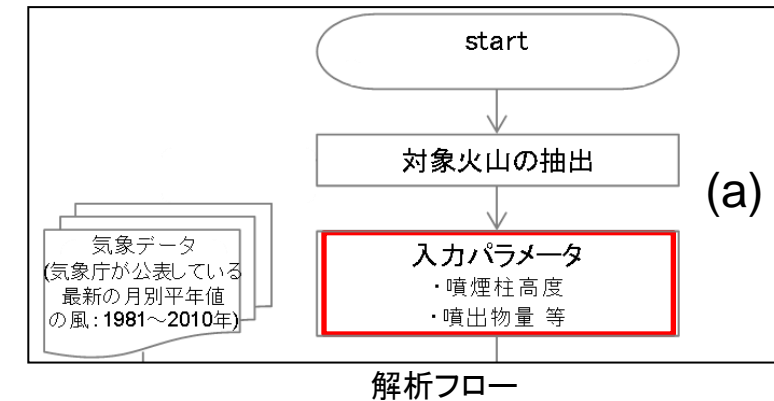 start
対象火山の抽出
(a)
気象データ
(気象庁が公表している
最新の月別平年値
の風：1981～2010年)
入力パラメータ
・噴煙柱高度
・噴出物量 等
解析フロー